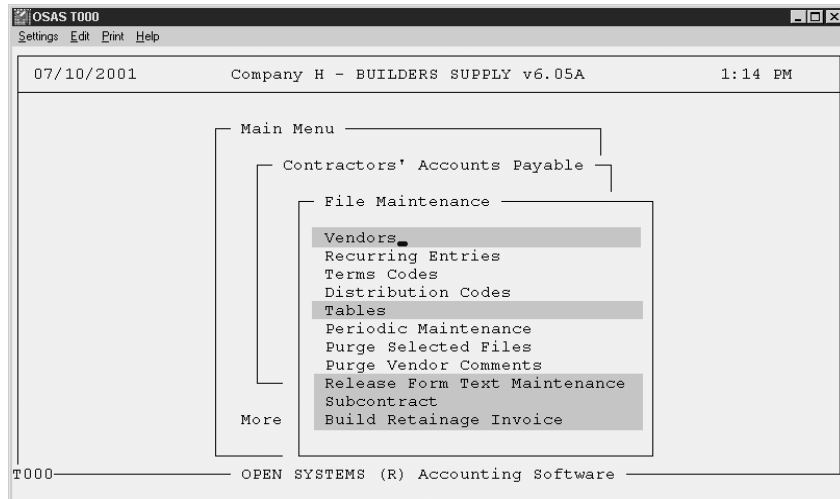 OSAS T000
Settings Edit Print Help
07/10/2001 Company H - BUILDERS SUPPLY v6.05A 1:14 PM
Main Menu
Contractors' Accounts Payable
File Maintenance
Vendors
Recurring Entries
Terms Codes
Distribution Codes
Tables
Periodic Maintenance
Purge Selected Files
Purge Vendor Comments
Release Form Text Maintenance
Subcontract
More Build Retainage Invoice
T000 OPEN SYSTEMS (R) Accounting Software